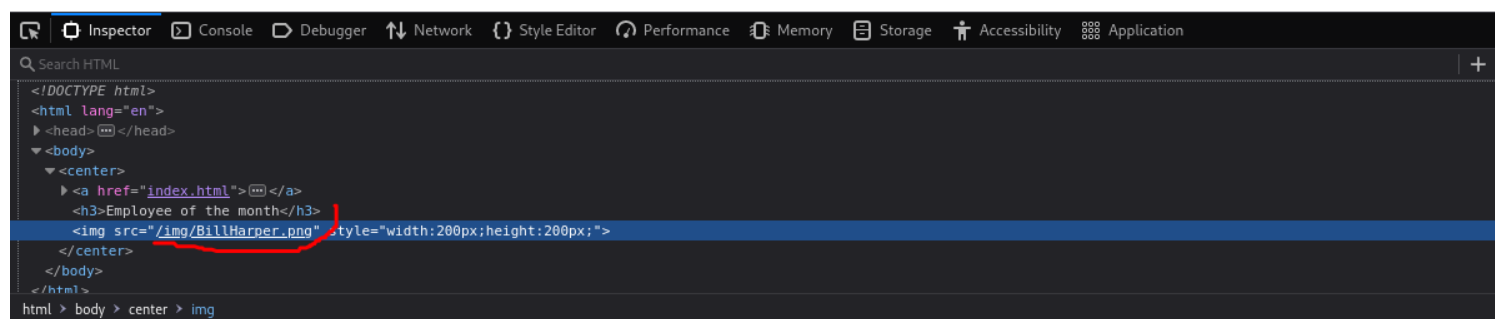 Inspector Console Debugger Network Style Editor Performance Memory Storage Accessibility Application
Search HTML
<!DOCTYPE html>
<html lang="en">
<head></head>
<body>
<center>
<a href="index.html"></a>
<h3>Employee of the month</h3>
<img src="/img/BillHarper.png" style="width:200px;height:200px;">
</center>
</body>
</html>
html > body > center > img